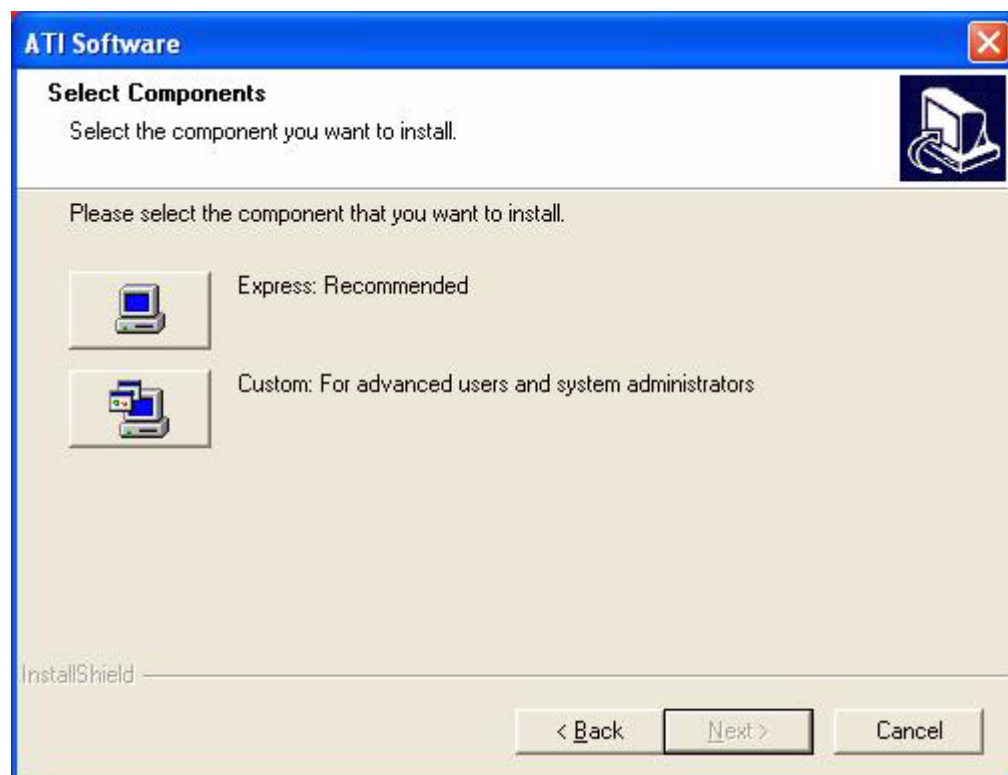 ATI Software
Select Components
Select the component you want to install.
Please select the component that you want to install.
Express: Recommended
Custom: For advanced users and system administrators
InstallShield
< Back
Next >
Cancel